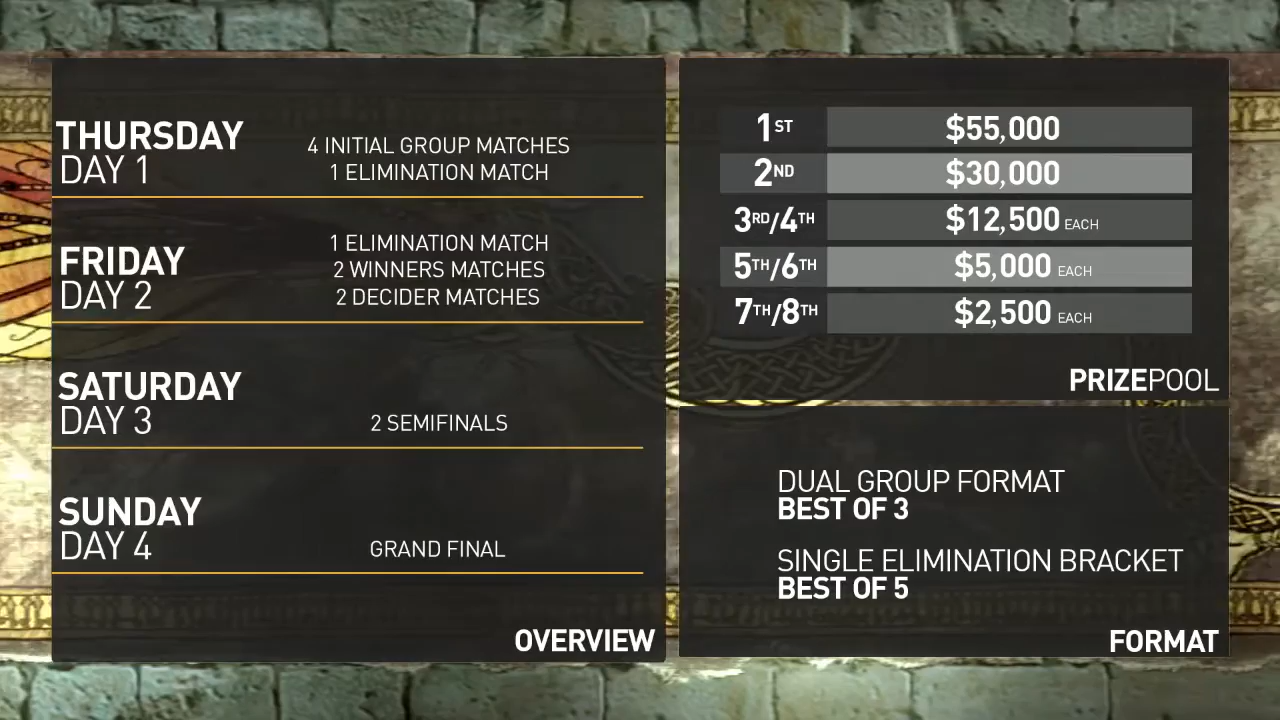 THURSDAY
DAY 1
4 INITIAL GROUP MATCHES
1 ELIMINATION MATCH
FRIDAY
DAY 2
1 ELIMINATION MATCH
2 WINNERS MATCHES
2 DECIDER MATCHES
SATURDAY
DAY 3
2 SEMIFINALS
SUNDAY
DAY 4
GRAND FINAL
OVERVIEW
1ST $55,000
2ND $30,000
3RD/4TH $12,500 EACH
5TH/6TH $5,000 EACH
7TH/8TH $2,500 EACH
PRIZEPOOL
DUAL GROUP FORMAT
BEST OF 3
SINGLE ELIMINATION BRACKET
BEST OF 5
FORMAT